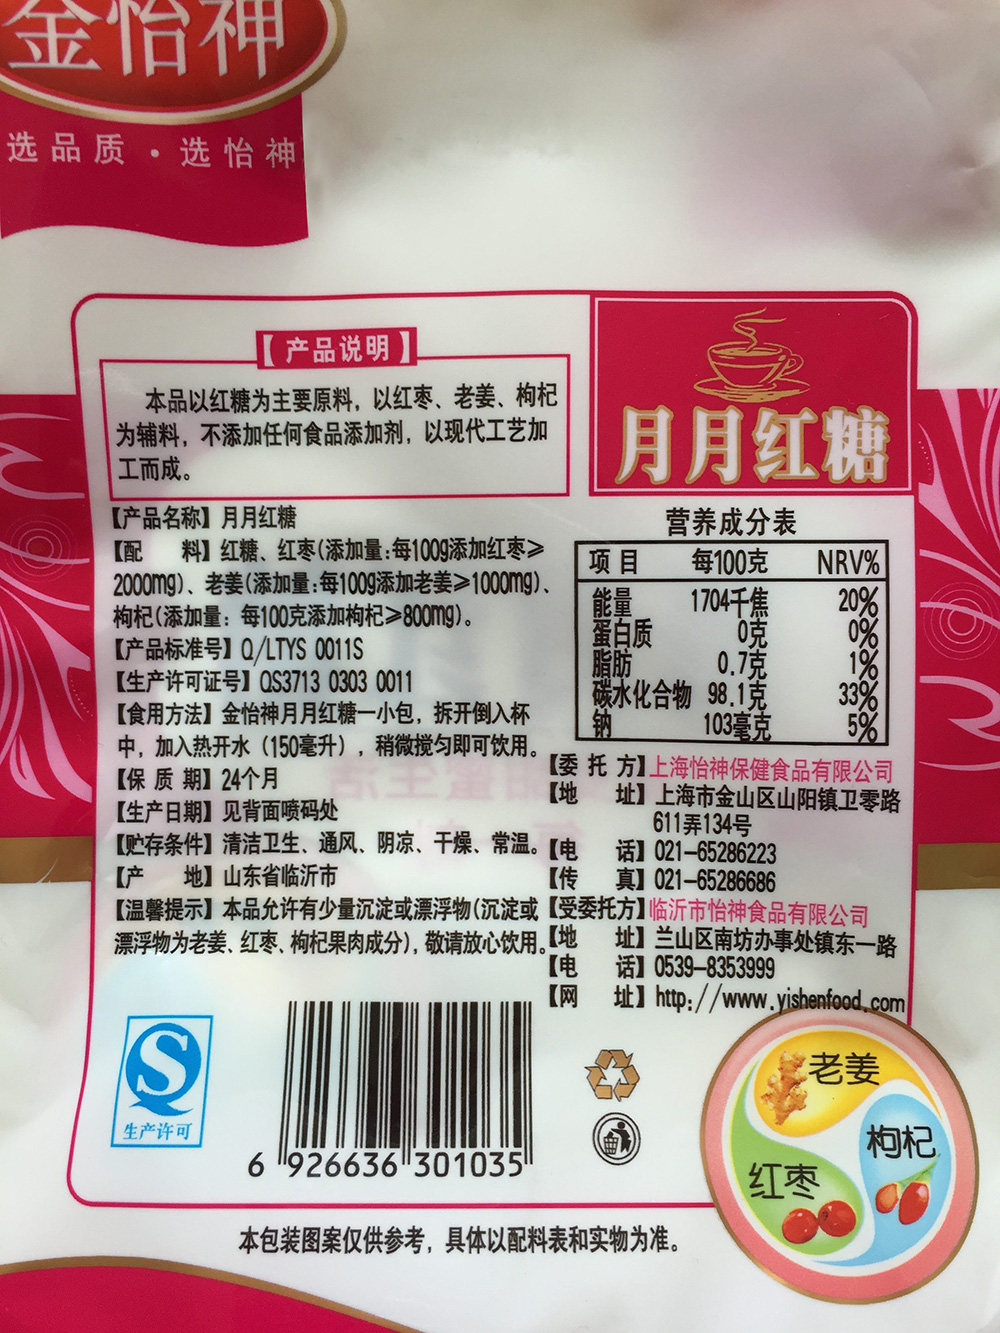 金怡神
选品质·选怡神
【产品说明】
本品以红糖为主要原料，以红枣、老姜、枸杞
为辅料，不添加任何食品添加剂，以现代工艺加
工而成。
月月红糖
【产品名称】月月红糖
【配 料】红糖、红枣(添加量:每100g添加红枣≥
2000mg)、老姜(添加量:每100g添加老姜≥1000mg)、
枸杞(添加量：每100克添加枸杞≥800mg)。
【产品标准号】Q/LTYS 0011S
【生产许可证号】QS3713 0303 0011
【食用方法】金怡神月月红糖一小包，拆开倒入杯
中，加入热开水（150毫升），稍微搅匀即可饮用。
【保 质 期】24个月
【生产日期】见背面喷码处
【贮存条件】清洁卫生、通风、阴凉、干燥、常温。
【产 地】山东省临沂市
【温馨提示】本品允许有少量沉淀或漂浮物(沉淀或
漂浮物为老姜、红枣、枸杞果肉成分)，敬请放心饮用。
营养成分表
项目 每100克 NRV%
能量 1704千焦 20%
蛋白质 0克 0%
脂肪 0.7克 1%
碳水化合物 98.1克 33%
钠 103毫克 5%
【委 托 方】上海怡神保健食品有限公司
【地 址】上海市金山区山阳镇卫零路
611弄134号
【电 话】021-65286223
【传 真】021-65286686
【受委托方】临沂市怡神食品有限公司
【地 址】兰山区南坊办事处镇东一路
【电 话】0539-8353999
【网 址】http://www.yishenfood.com
生产许可
6 926636 301035
老姜
枸杞
红枣
本包装图案仅供参考，具体以配料表和实物为准。